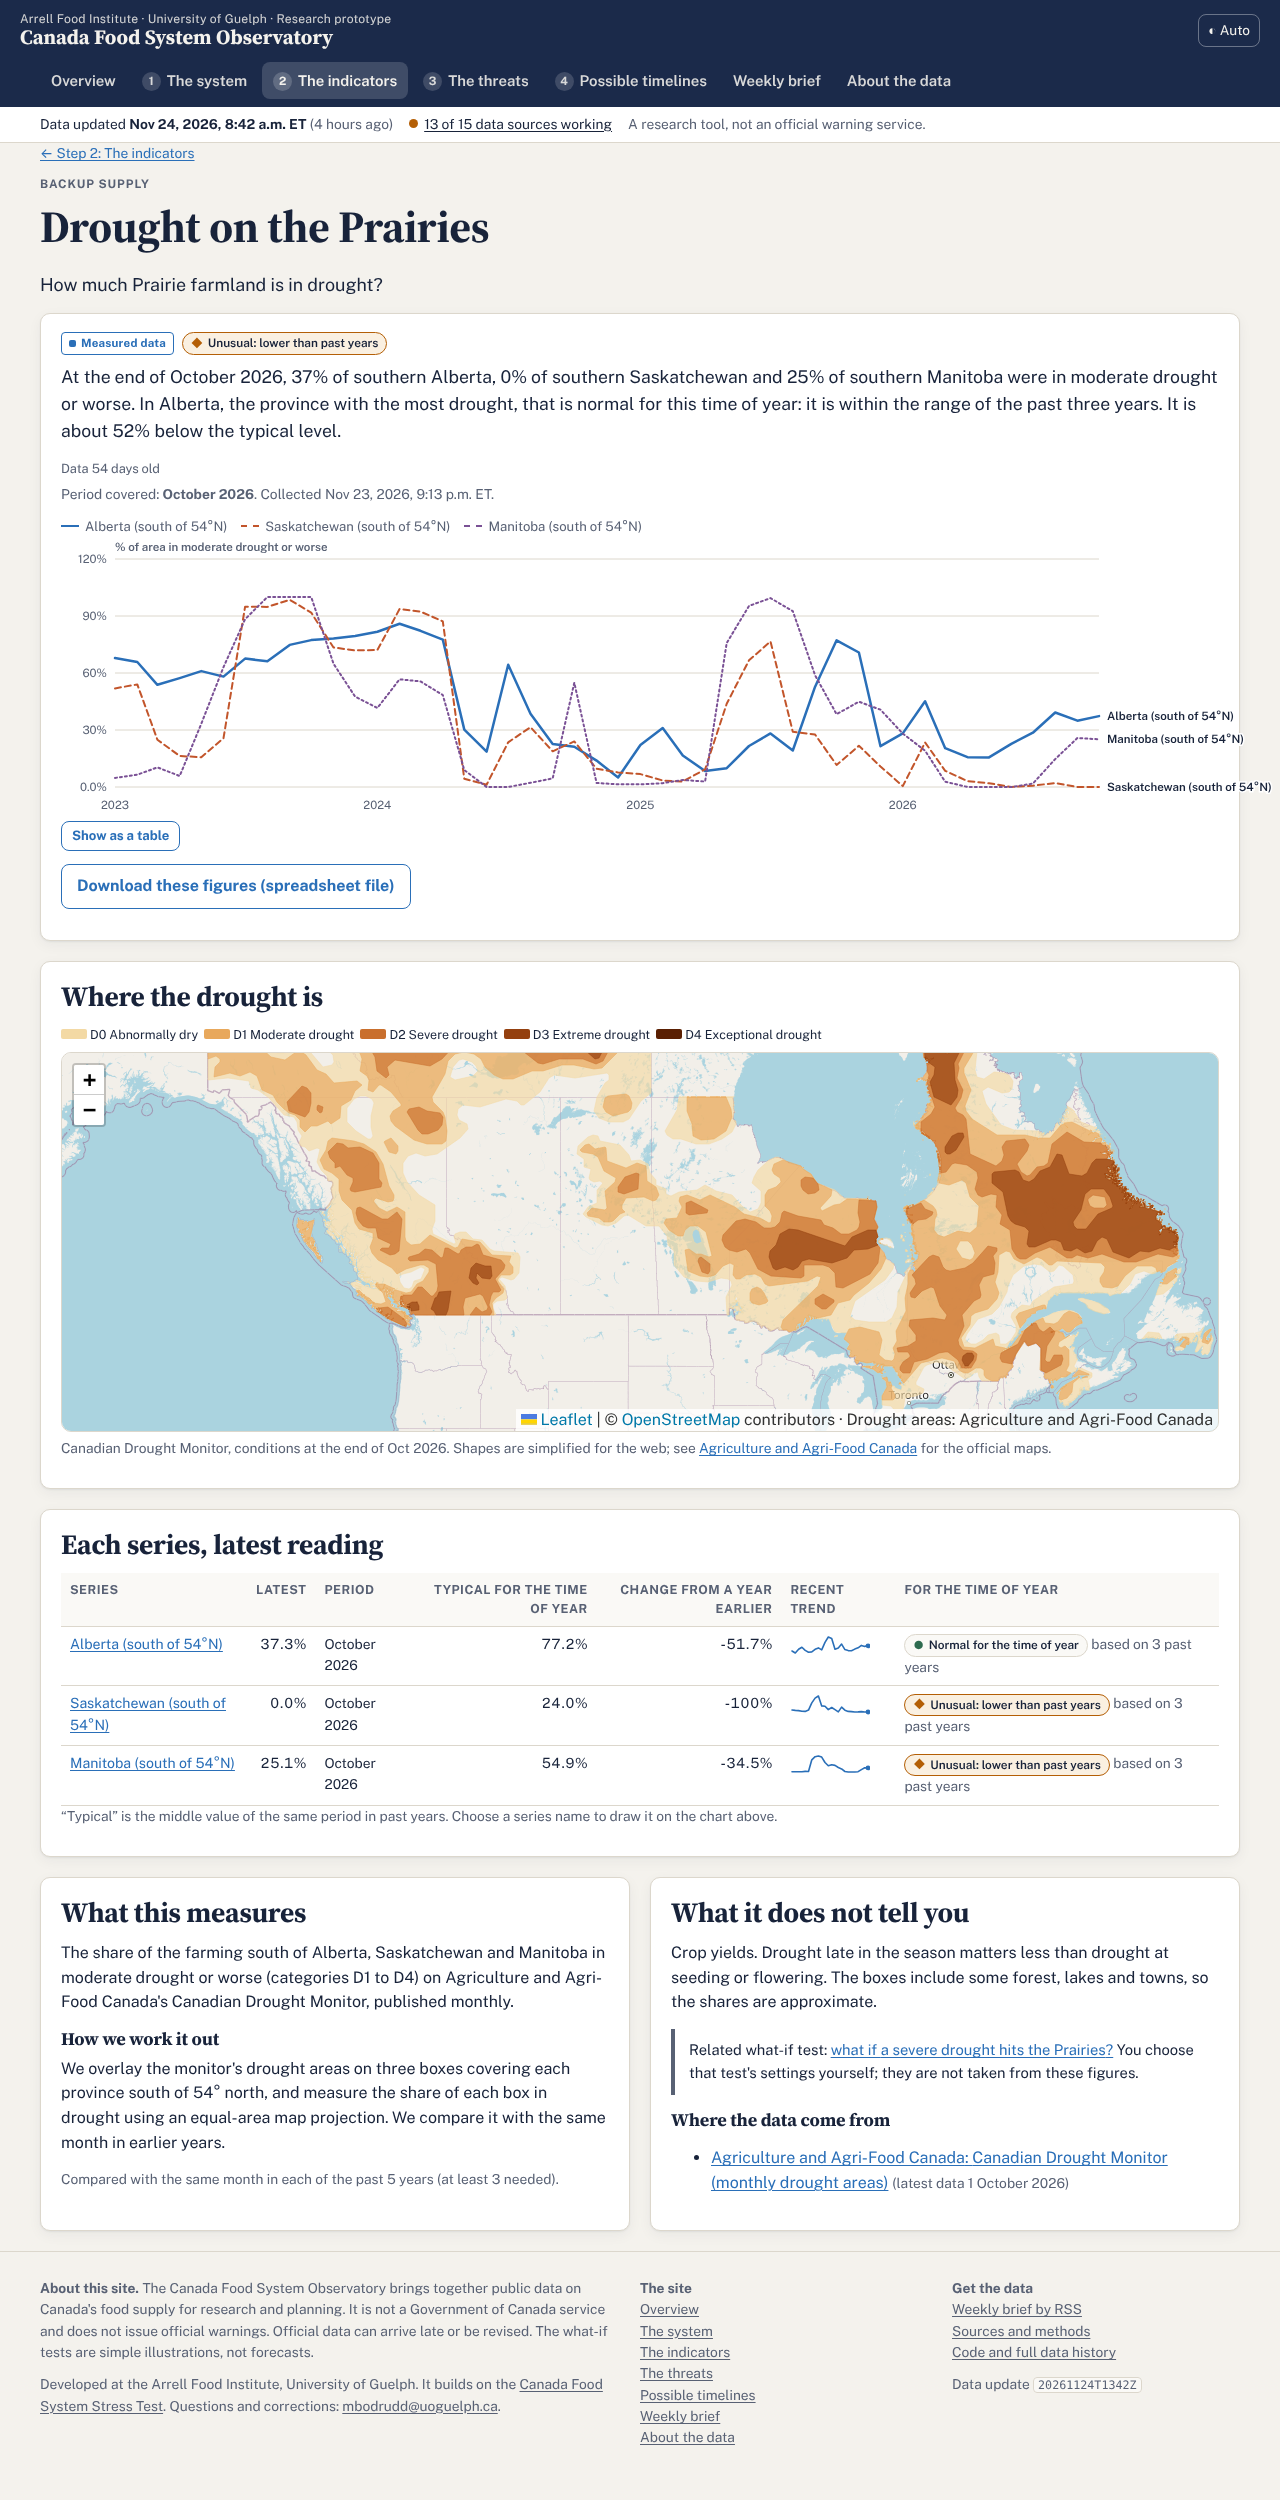 Arrell Food Institute · University of Guelph · Research prototype
Canada Food System Observatory
Auto
Overview
1 The system
2 The indicators
3 The threats
4 Possible timelines
Weekly brief
About the data
Data updated Nov 24, 2026, 8:42 a.m. ET (4 hours ago) 13 of 15 data sources working A research tool, not an official warning service.
← Step 2: The indicators
BACKUP SUPPLY
Drought on the Prairies
How much Prairie farmland is in drought?
Measured data
Unusual: lower than past years
At the end of October 2026, 37% of southern Alberta, 0% of southern Saskatchewan and 25% of southern Manitoba were in moderate drought
or worse. In Alberta, the province with the most drought, that is normal for this time of year: it is within the range of the past three years. It is
about 52% below the typical level.
Data 54 days old
Period covered: October 2026. Collected Nov 23, 2026, 9:13 p.m. ET.
Alberta (south of 54°N) Saskatchewan (south of 54°N) Manitoba (south of 54°N)
% of area in moderate drought or worse
120%
90%
60%
30%
0.0%
Alberta (south of 54°N)
Manitoba (south of 54°N)
Saskatchewan (south of 54°N)
2023 2024 2025 2026
Show as a table
Download these figures (spreadsheet file)
Where the drought is
D0 Abnormally dry D1 Moderate drought D2 Severe drought D3 Extreme drought D4 Exceptional drought
+
−
Ottaw
Toronto
Leaflet | © OpenStreetMap contributors · Drought areas: Agriculture and Agri-Food Canada
Canadian Drought Monitor, conditions at the end of Oct 2026. Shapes are simplified for the web; see Agriculture and Agri-Food Canada for the official maps.
Each series, latest reading
SERIES LATEST PERIOD TYPICAL FOR THE TIME OF YEAR CHANGE FROM A YEAR EARLIER RECENT TREND FOR THE TIME OF YEAR
Alberta (south of 54°N) 37.3% October 2026 77.2% -51.7% Normal for the time of year based on 3 past years
Saskatchewan (south of 54°N) 0.0% October 2026 24.0% -100% Unusual: lower than past years based on 3 past years
Manitoba (south of 54°N) 25.1% October 2026 54.9% -34.5% Unusual: lower than past years based on 3 past years
“Typical” is the middle value of the same period in past years. Choose a series name to draw it on the chart above.
What this measures
The share of the farming south of Alberta, Saskatchewan and Manitoba in
moderate drought or worse (categories D1 to D4) on Agriculture and Agri-
Food Canada's Canadian Drought Monitor, published monthly.
How we work it out
We overlay the monitor's drought areas on three boxes covering each
province south of 54° north, and measure the share of each box in
drought using an equal-area map projection. We compare it with the same
month in earlier years.
Compared with the same month in each of the past 5 years (at least 3 needed).
What it does not tell you
Crop yields. Drought late in the season matters less than drought at
seeding or flowering. The boxes include some forest, lakes and towns, so
the shares are approximate.
Related what-if test: what if a severe drought hits the Prairies? You choose
that test's settings yourself; they are not taken from these figures.
Where the data come from
• Agriculture and Agri-Food Canada: Canadian Drought Monitor
(monthly drought areas) (latest data 1 October 2026)
About this site. The Canada Food System Observatory brings together public data on
Canada's food supply for research and planning. It is not a Government of Canada service
and does not issue official warnings. Official data can arrive late or be revised. The what-if
tests are simple illustrations, not forecasts.
Developed at the Arrell Food Institute, University of Guelph. It builds on the Canada Food
System Stress Test. Questions and corrections: mbodrudd@uoguelph.ca.
The site
Overview
The system
The indicators
The threats
Possible timelines
Weekly brief
About the data
Get the data
Weekly brief by RSS
Sources and methods
Code and full data history
Data update 20261124T1342Z